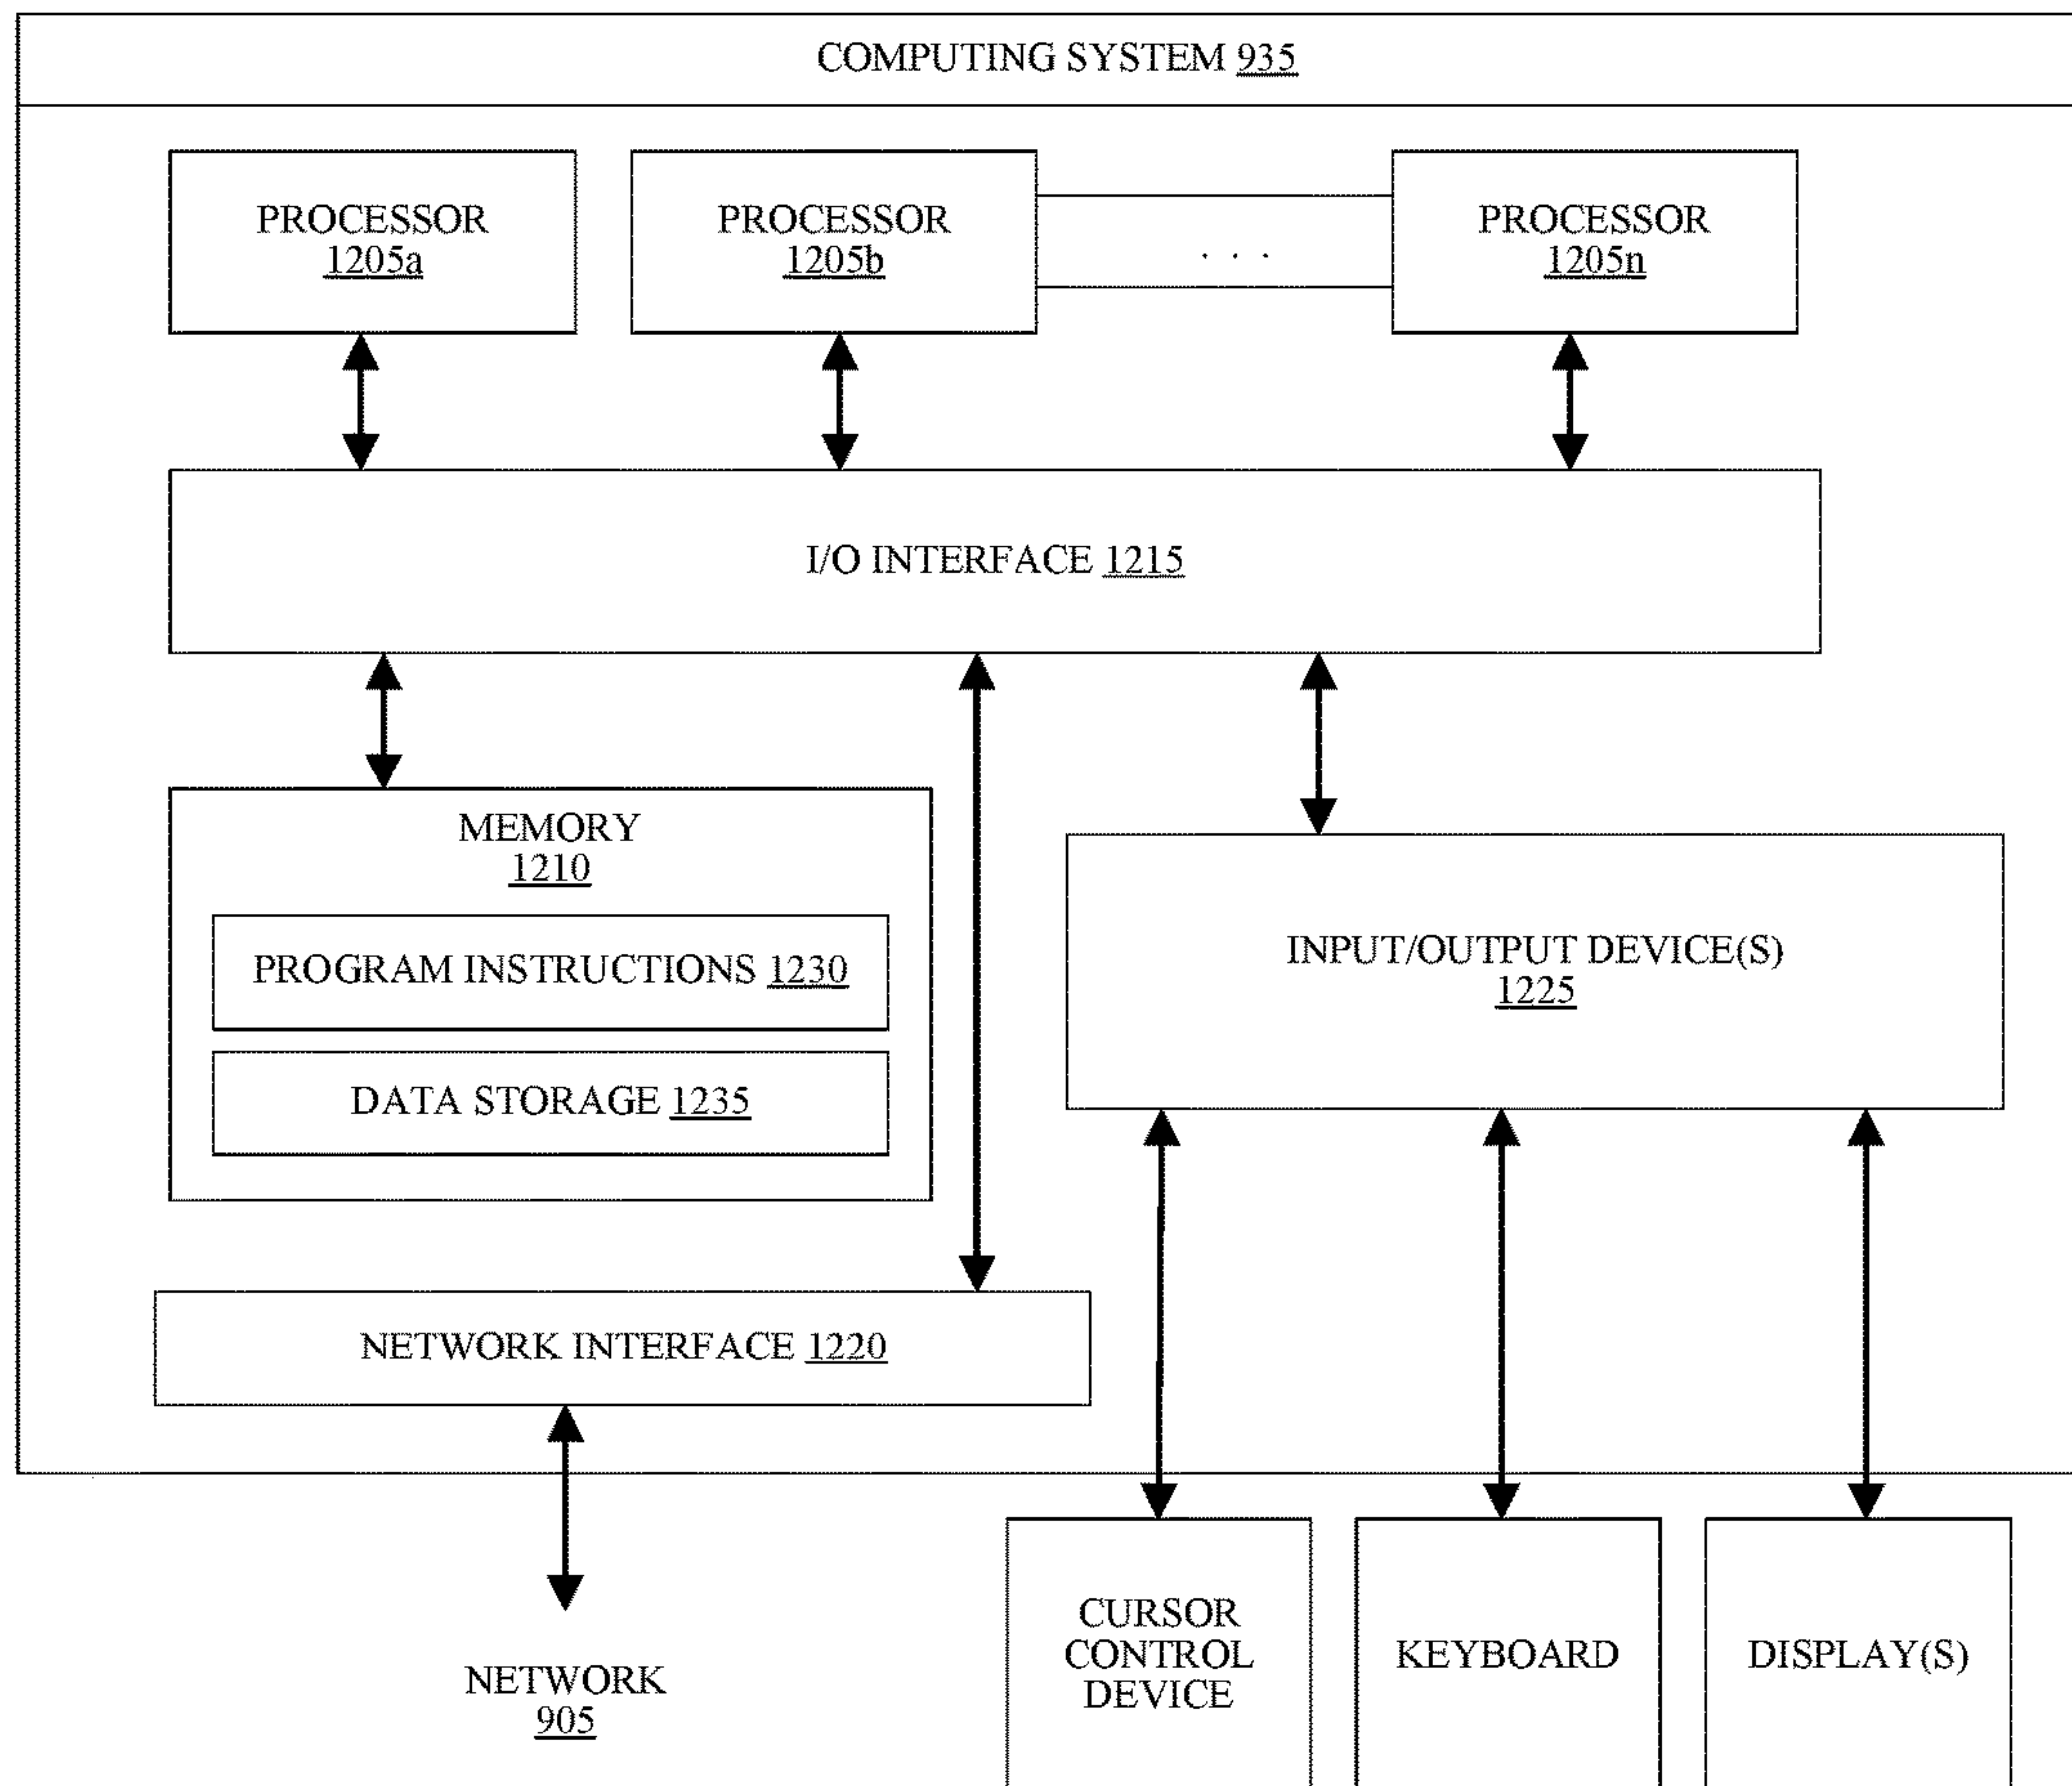 COMPUTING SYSTEM 935
PROCESSOR
1205a
PROCESSOR
1205b
. . .
PROCESSOR
1205n
I/O INTERFACE 1215
MEMORY
1210
PROGRAM INSTRUCTIONS 1230
DATA STORAGE 1235
INPUT/OUTPUT DEVICE(S)
1225
NETWORK INTERFACE 1220
NETWORK
905
CURSOR
CONTROL
DEVICE
KEYBOARD
DISPLAY(S)